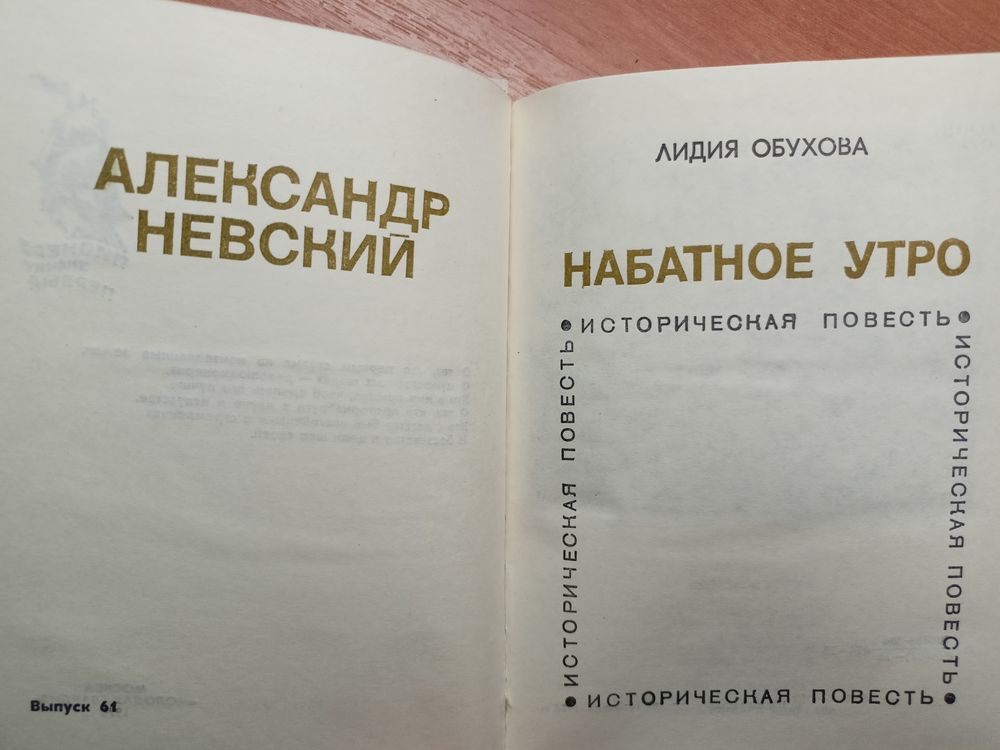 АЛЕКСАНДР
НЕВСКИЙ
Выпуск 61
ЛИДИЯ ОБУХОВА
НАБАТНОЕ УТРО
•ИСТОРИЧЕСКАЯ ПОВЕСТЬ•
ИСТОРИЧЕСКАЯ ПОВЕСТЬ
ИСТОРИЧЕСКАЯ ПОВЕСТЬ
•ИСТОРИЧЕСКАЯ ПОВЕСТЬ•